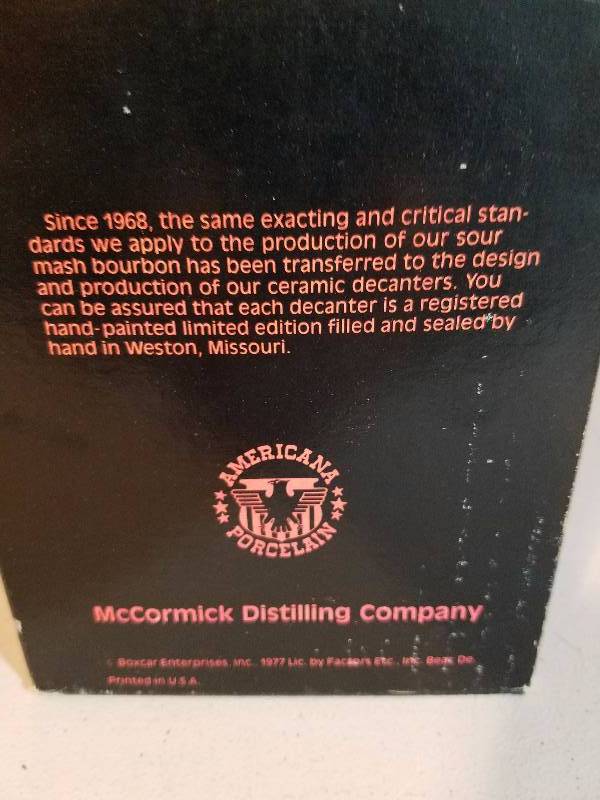 Since 1968, the same exacting and critical stan-
dards we apply to the production of our sour
mash bourbon has been transferred to the design
and production of our ceramic decanters. You
can be assured that each decanter is a registered
hand-painted limited edition filled and sealed by
hand in Weston, Missouri.
AMERICANA
PORCELAIN
McCormick Distilling Company
© Boxcar Enterprises, Inc. 1977 Lic. by Factors Etc., Inc. Bear, De.
Printed in U.S.A.